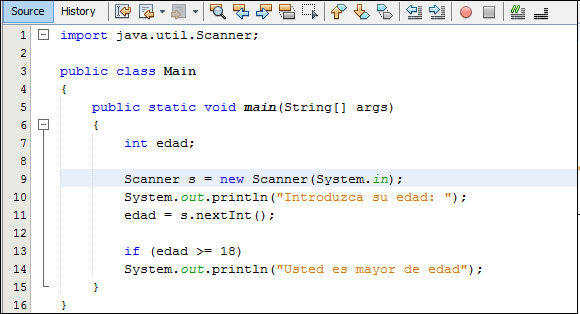 Source History
1 import java.util.Scanner;
2
3 public class Main
4 {
5 public static void main(String[] args)
6 {
7 int edad;
8
9 Scanner s = new Scanner(System.in);
10 System.out.println("Introduzca su edad: ");
11 edad = s.nextInt();
12
13 if (edad >= 18)
14 System.out.println("Usted es mayor de edad");
15 }
16 }